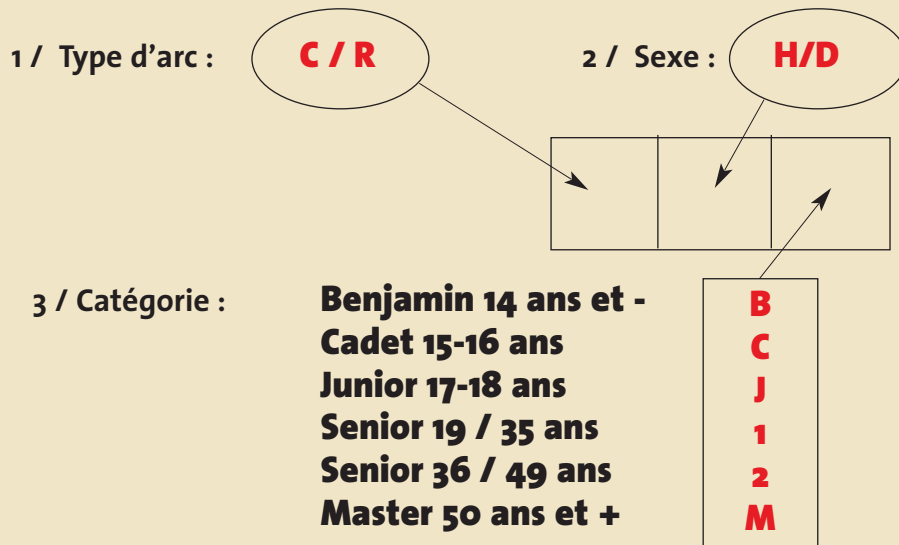 1 / Type d'arc : C / R 2 / Sexe : H/D
3 / Catégorie : Benjamin 14 ans et - B
Cadet 15-16 ans C
Junior 17-18 ans J
Senior 19 / 35 ans 1
Senior 36 / 49 ans 2
Master 50 ans et + M